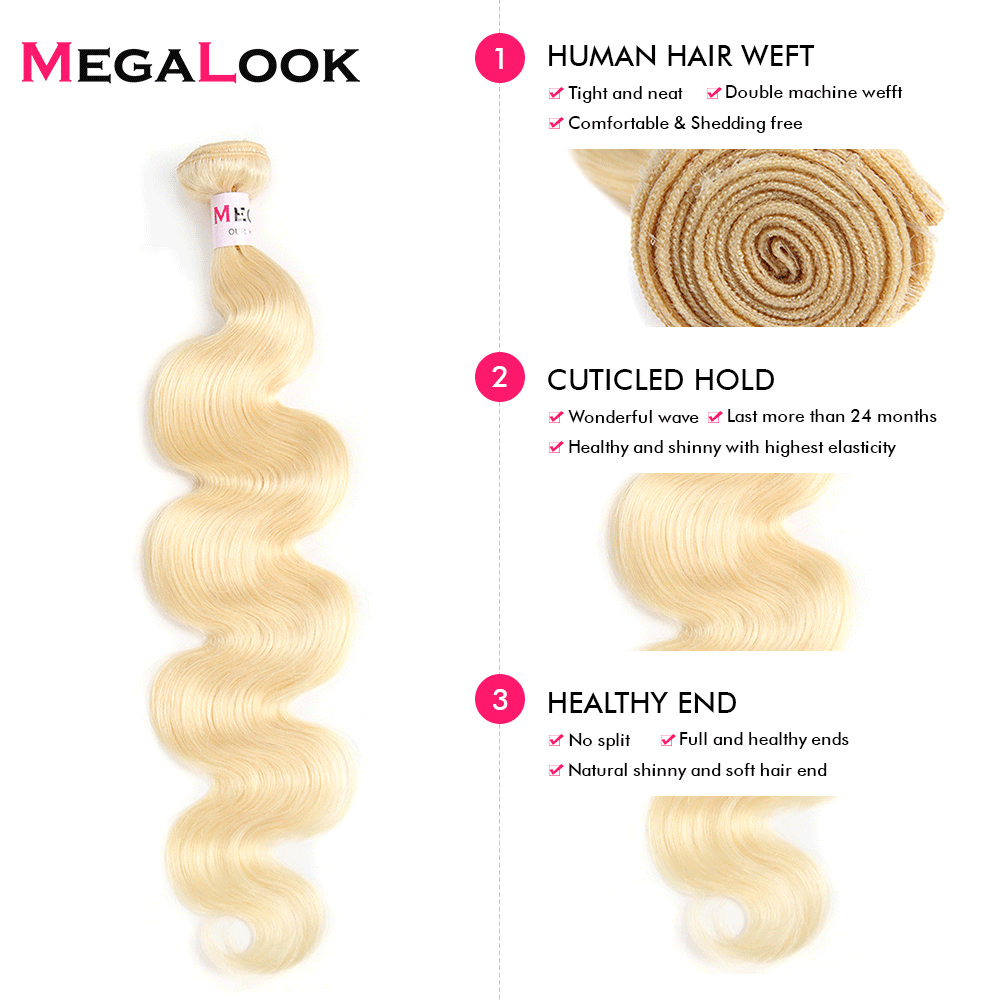 MEGALOOK
MEG
1
HUMAN HAIR WEFT
Tight and neat
Double machine wefft
Comfortable & Shedding free
2
CUTICLED HOLD
Wonderful wave
Last more than 24 months
Healthy and shinny with highest elasticity
3
HEALTHY END
No split
Full and healthy ends
Natural shinny and soft hair end